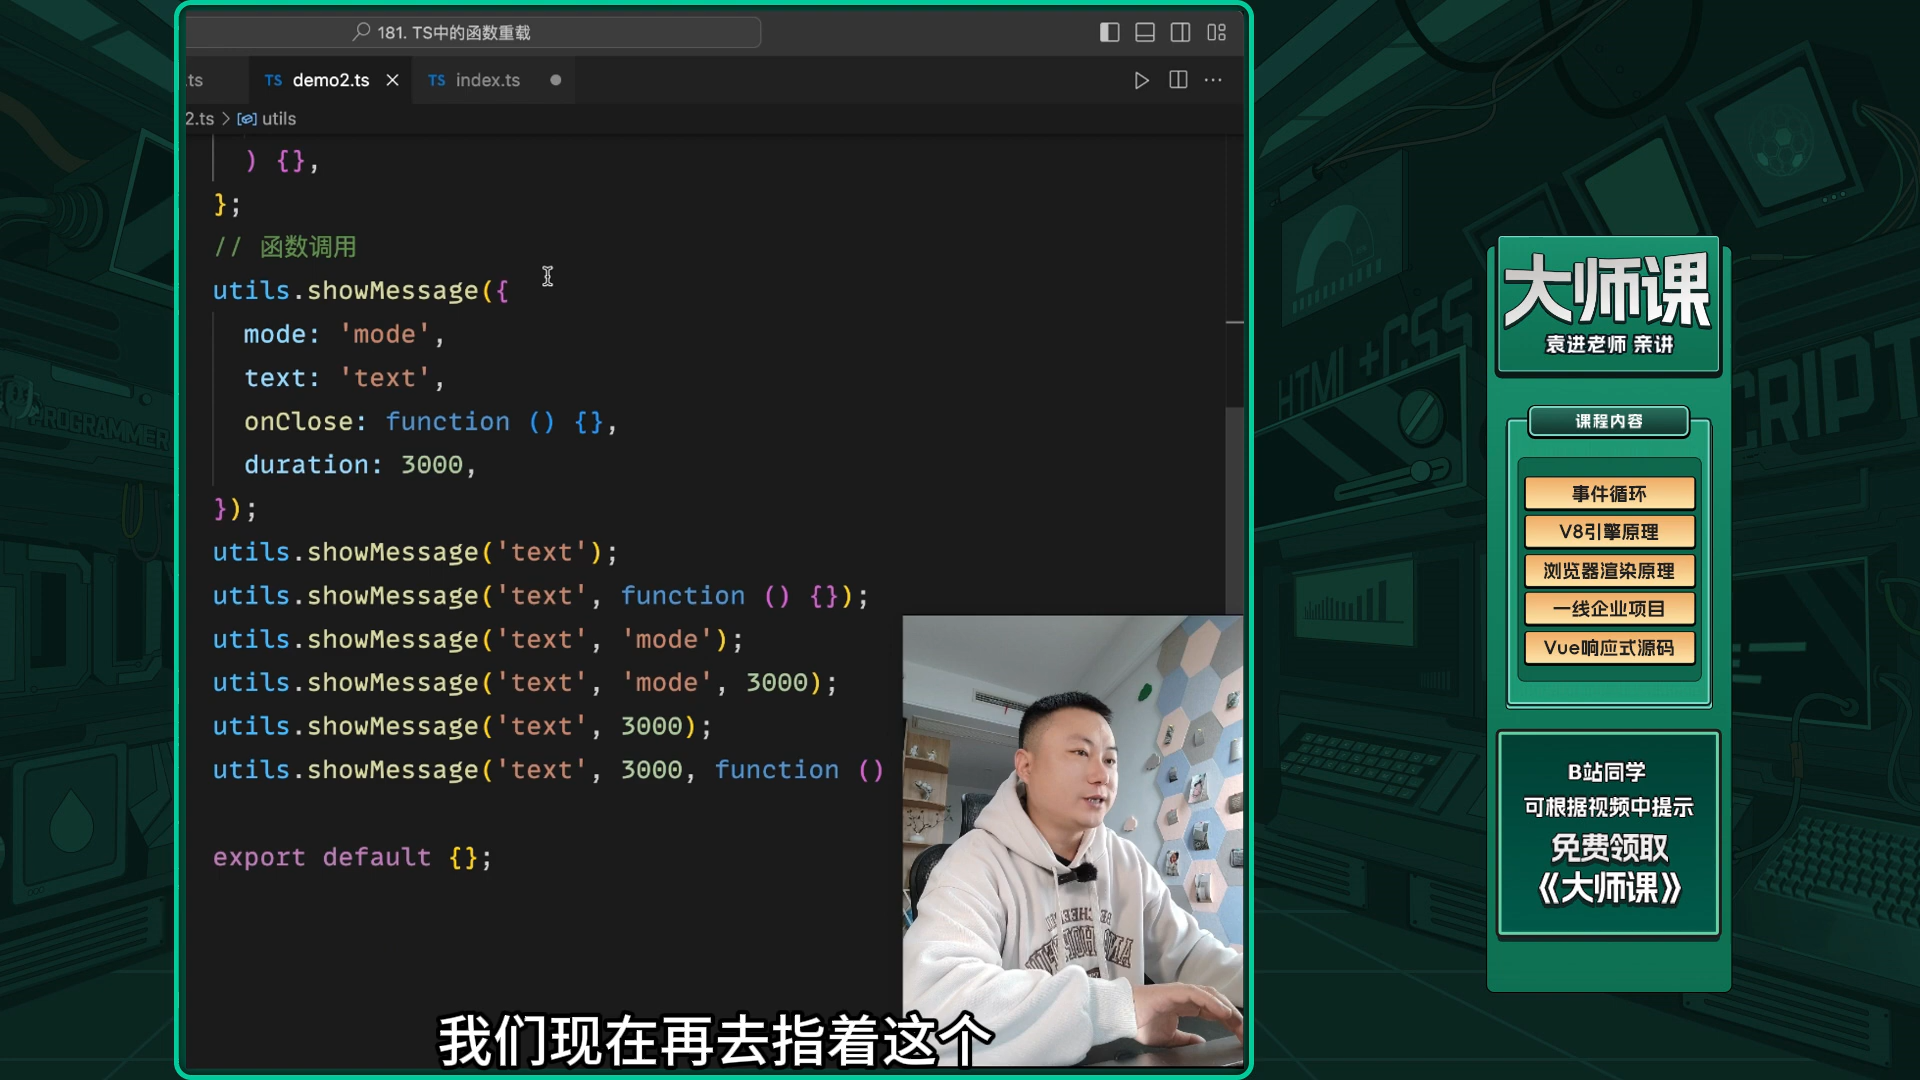 181. TS中的函数重载
.ts
TS demo2.ts
TS index.ts
2.ts > utils
) {},
};
// 函数调用
utils.showMessage({
mode: 'mode',
text: 'text',
onClose: function () {},
duration: 3000,
});
utils.showMessage('text');
utils.showMessage('text', function () {});
utils.showMessage('text', 'mode');
utils.showMessage('text', 'mode', 3000);
utils.showMessage('text', 3000);
utils.showMessage('text', 3000, function ()
export default {};
我们现在再去指着这个
大师课
袁进老师 亲讲
课程内容
事件循环
V8引擎原理
浏览器渲染原理
一线企业项目
Vue响应式源码
B站同学
可根据视频中提示
免费领取
《大师课》
HTML+CSS
PROGRAMMER
CRIPT